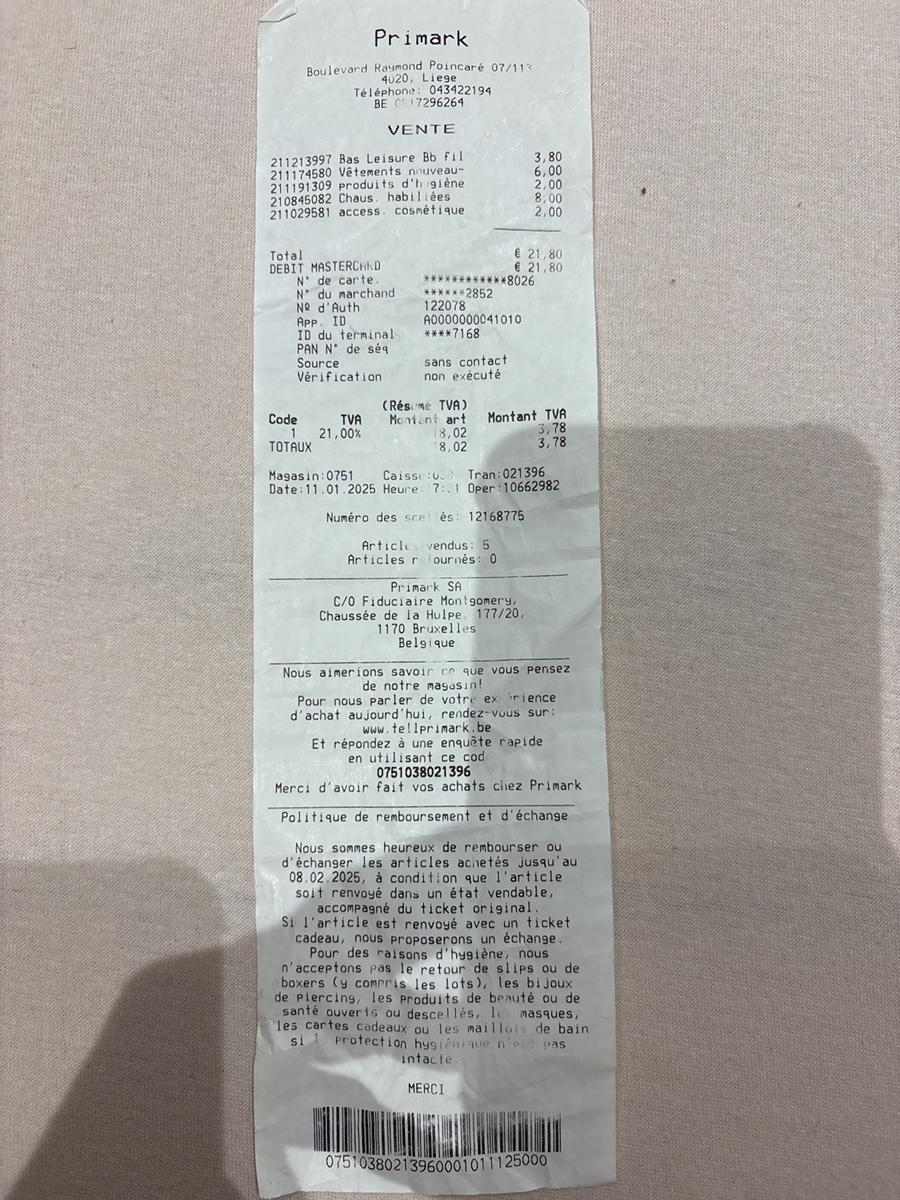 Primark
Boulevard Raymond Poincaré
4020, Liege
Téléphone: 043422194
BE
VENTE
211213997 Bas Leisure Bb fil 3,80
211174580 Vêtements nouveau- 6,00
211191309 produits d'hygiène 2,00
210845082 Chaus. habillées 8,00
211029581 access. cosmétique 2,00
Total € 21,80
DEBIT MASTERCARD € 21,80
N° de carte. ************8026
N° du marchand ******2852
Nº d'Auth 122078
App. ID A0000000041010
ID du terminal ****7168
PAN N° de séq
Source sans contact
Vérification non exécuté
(Résume TVA)
Code TVA Montant art Montant TVA
1 21,00% 3,78
TOTAUX 3,78
Magasin:0751 Tran:021396
Date:11.01.2025 Heure Oper:10662982
Numéro des scellés: 12168775
Articles vendus: 5
Articles retournés: 0
Primark SA
C/O Fiduciaire Montgomery,
Chaussée de la Hulpe, 177/20,
1170 Bruxelles
Belgique
Nous aimerions savoir ce que vous pensez
de notre magasin!
Pour nous parler de votre expérience
d'achat aujourd'hui, rendez-vous sur:
www.tellprimark.be
Et répondez à une enquête rapide
en utilisant ce cod
0751038021396
Merci d'avoir fait vos achats chez Primark
Politique de remboursement et d'échange
Nous sommes heureux de rembourser ou
d'échanger les articles achetés jusqu'au
08.02.2025, à condition que l'article
soit renvoyé dans un état vendable,
accompagné du ticket original.
Si l'article est renvoyé avec un ticket
cadeau, nous proposerons un échange.
Pour des raisons d'hygiène, nous
n'acceptons pas le retour de slips ou de
boxers (y compris les lots), les bijoux
de piercing, les produits de beauté ou de
santé ouverts ou descellés, les masques,
les cartes cadeaux ou les maillots de bain
si la protection hygiénique n'est pas
intacte.
MERCI
07510380213960001011125000